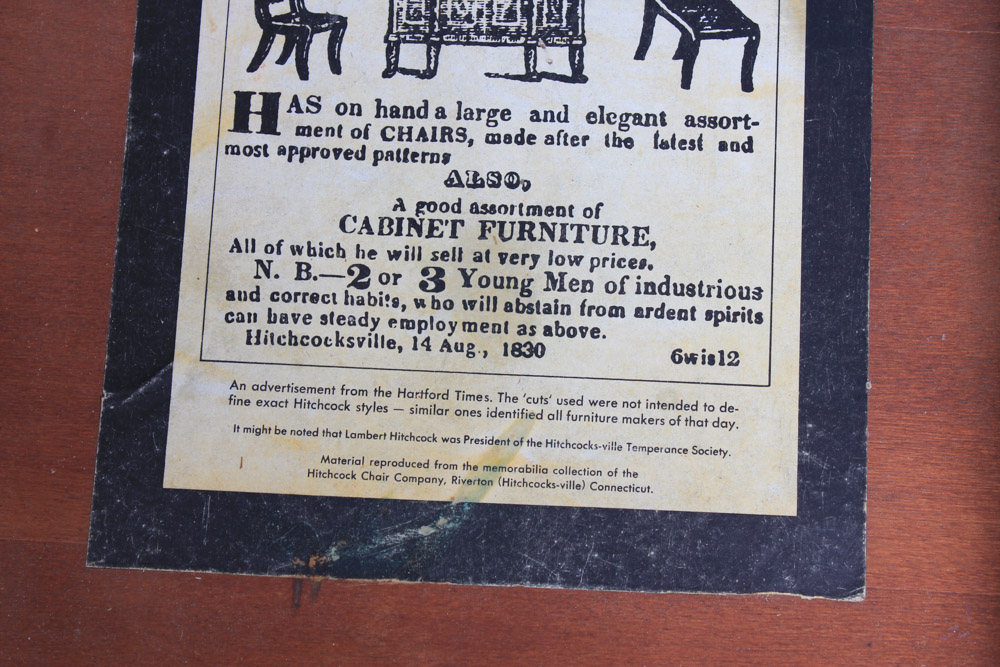 HAS on hand a large and elegant assort-
ment of CHAIRS, made after the latest and
most approved patterns
ALSO,
A good assortment of
CABINET FURNITURE,
All of which he will sell at very low prices.
N. B.—2 or 3 Young Men of industrious
and correct habits, who will abstain from ardent spirits
can have steady employment as above.
Hitchcocksville, 14 Aug., 1830 6wis12
An advertisement from the Hartford Times. The 'cuts' used were not intended to de-
fine exact Hitchcock styles — similar ones identified all furniture makers of that day.
It might be noted that Lambert Hitchcock was President of the Hitchcocks-ville Temperance Society.
Material reproduced from the memorabilia collection of the
Hitchcock Chair Company, Riverton (Hitchcocks-ville) Connecticut.